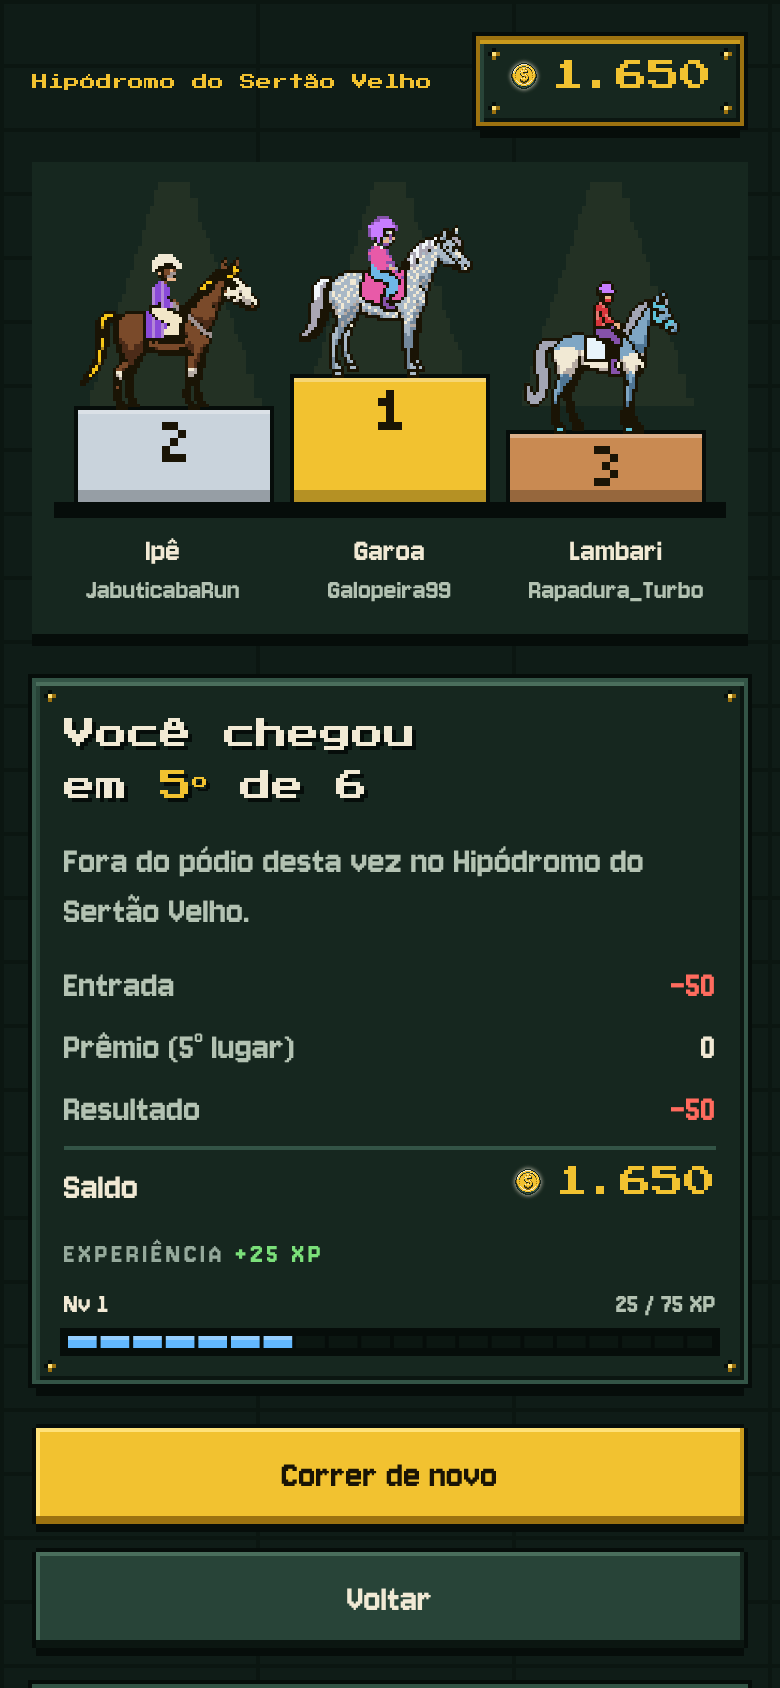 Hipódromo do Sertão Velho
1.650
2
1
3
Ipê
Garoa
Lambari
JabuticabaRun
Galopeira99
Rapadura_Turbo
Você chegou
em 5º de 6
Fora do pódio desta vez no Hipódromo do
Sertão Velho.
Entrada -50
Prêmio (5º lugar) 0
Resultado -50
Saldo 1.650
EXPERIÊNCIA +25 XP
Nv 1 25 / 75 XP
Correr de novo
Voltar